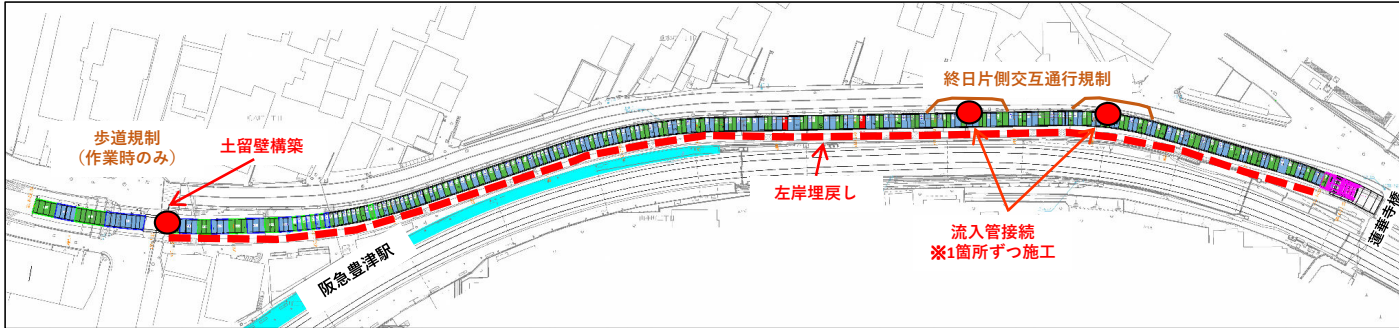 終日片側交互通行規制
歩道規制
(作業時のみ)
土留壁構築
左岸埋戻し
流入管接続
※1箇所ずつ施工
阪急豊津駅
蓮華寺橋